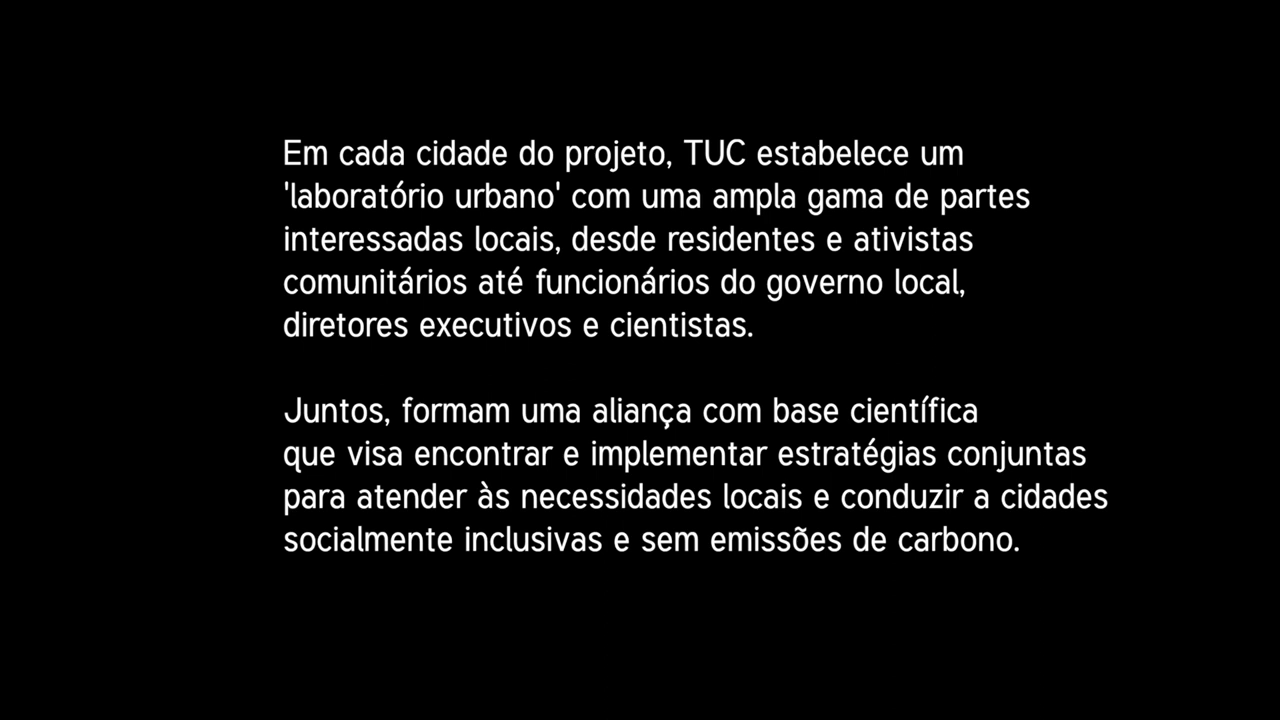 Em cada cidade do projeto, TUC estabelece um
'laboratório urbano' com uma ampla gama de partes
interessadas locais, desde residentes e ativistas
comunitários até funcionários do governo local,
diretores executivos e cientistas.
Juntos, formam uma aliança com base científica
que visa encontrar e implementar estratégias conjuntas
para atender às necessidades locais e conduzir a cidades
socialmente inclusivas e sem emissões de carbono.